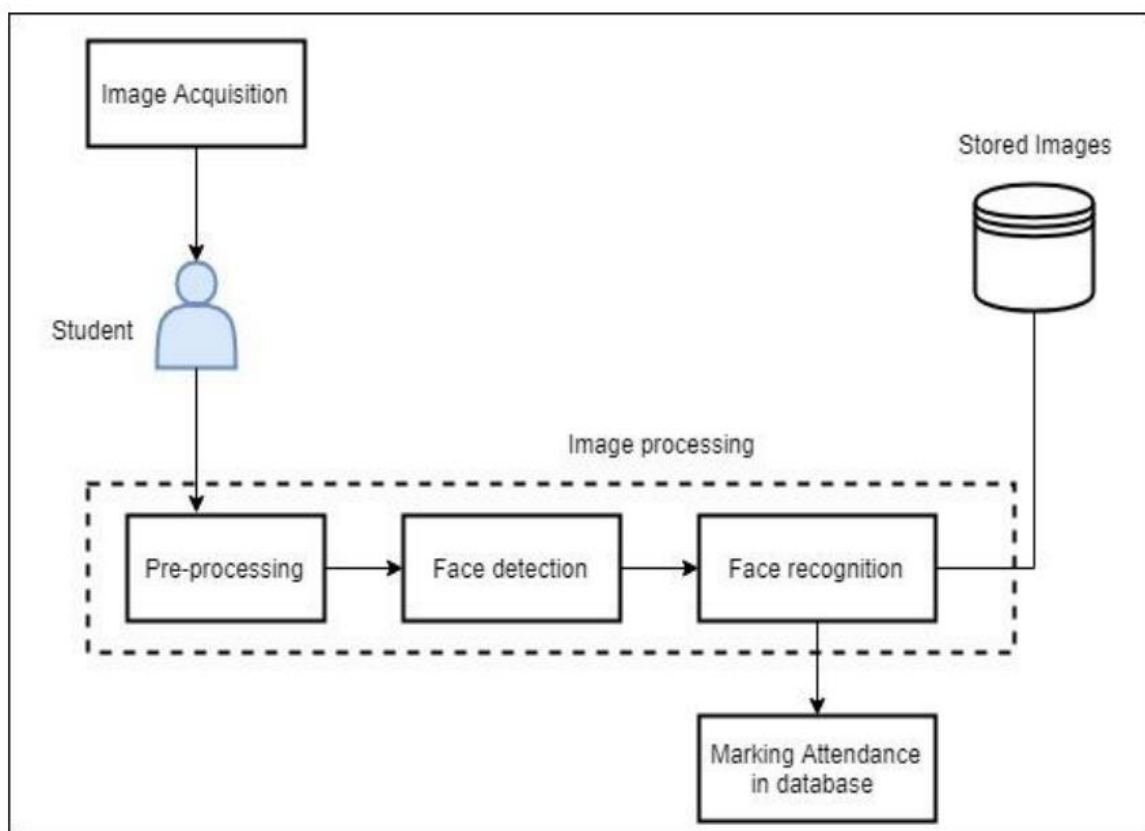 Image Acquisition
Stored Images
Student
Image processing
Pre-processing
Face detection
Face recognition
Marking Attendance
in database